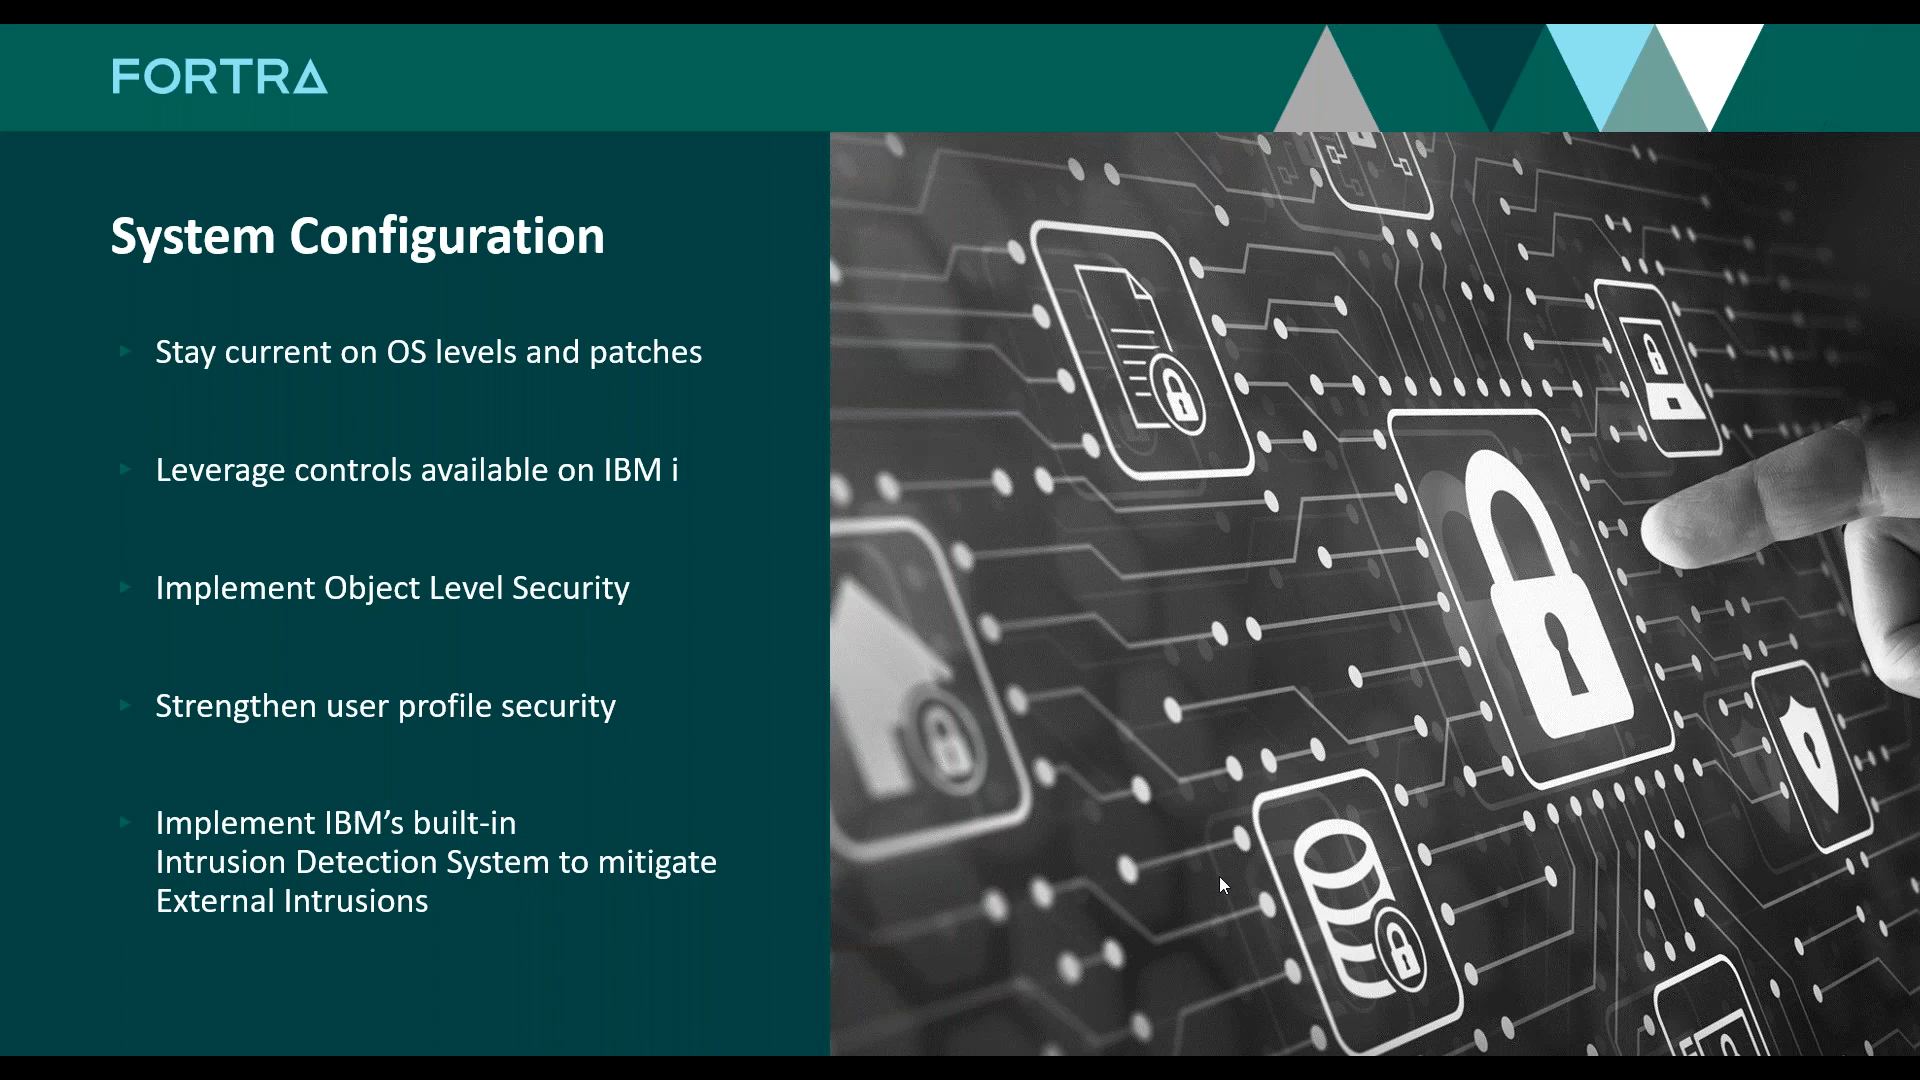 FORTRA
System Configuration
Stay current on OS levels and patches
Leverage controls available on IBM i
Implement Object Level Security
Strengthen user profile security
Implement IBM’s built-in
Intrusion Detection System to mitigate
External Intrusions